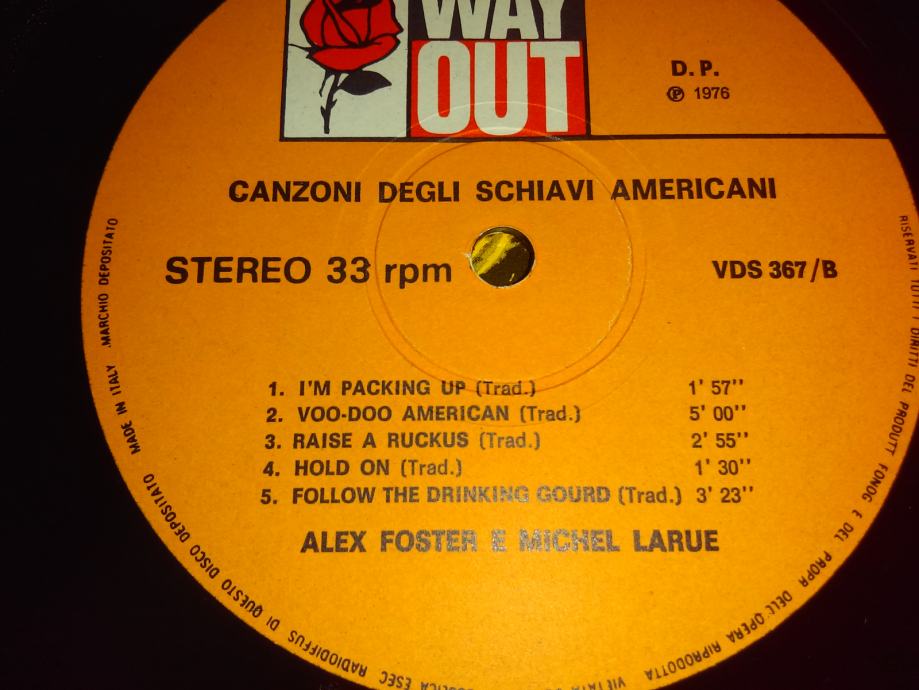 WAY
OUT
D. P.
Ⓟ 1976
CANZONI DEGLI SCHIAVI AMERICANI
STEREO 33 rpm
VDS 367/B
1. I'M PACKING UP (Trad.) 1' 57''
2. VOO-DOO AMERICAN (Trad.) 5' 00''
3. RAISE A RUCKUS (Trad.) 2' 55''
4. HOLD ON (Trad.) 1' 30''
5. FOLLOW THE DRINKING GOURD (Trad.) 3' 23''
ALEX FOSTER E MICHEL LARUE
RISERVATI TUTTI I DIRITTI DEL PRODUTT FONOG E DEL PROPR DELL'OPERA RIPRODOTTA VIETATA
ESEC RADIODIFFUS DI QUESTO DISCO DEPOSITATO MADE IN ITALY .MARCHIO DEPOSITATO